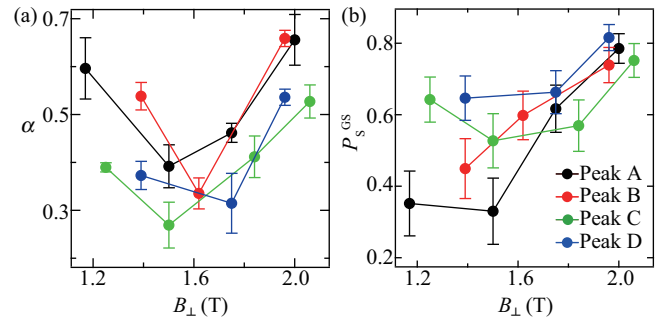 (a)
0.7
0.5
0.3
α
1.2
1.6
2.0
B⊥ (T)
(b)
0.8
0.6
0.4
0.2
PS^GS
Peak A
Peak B
Peak C
Peak D
1.2
1.6
2.0
B⊥ (T)